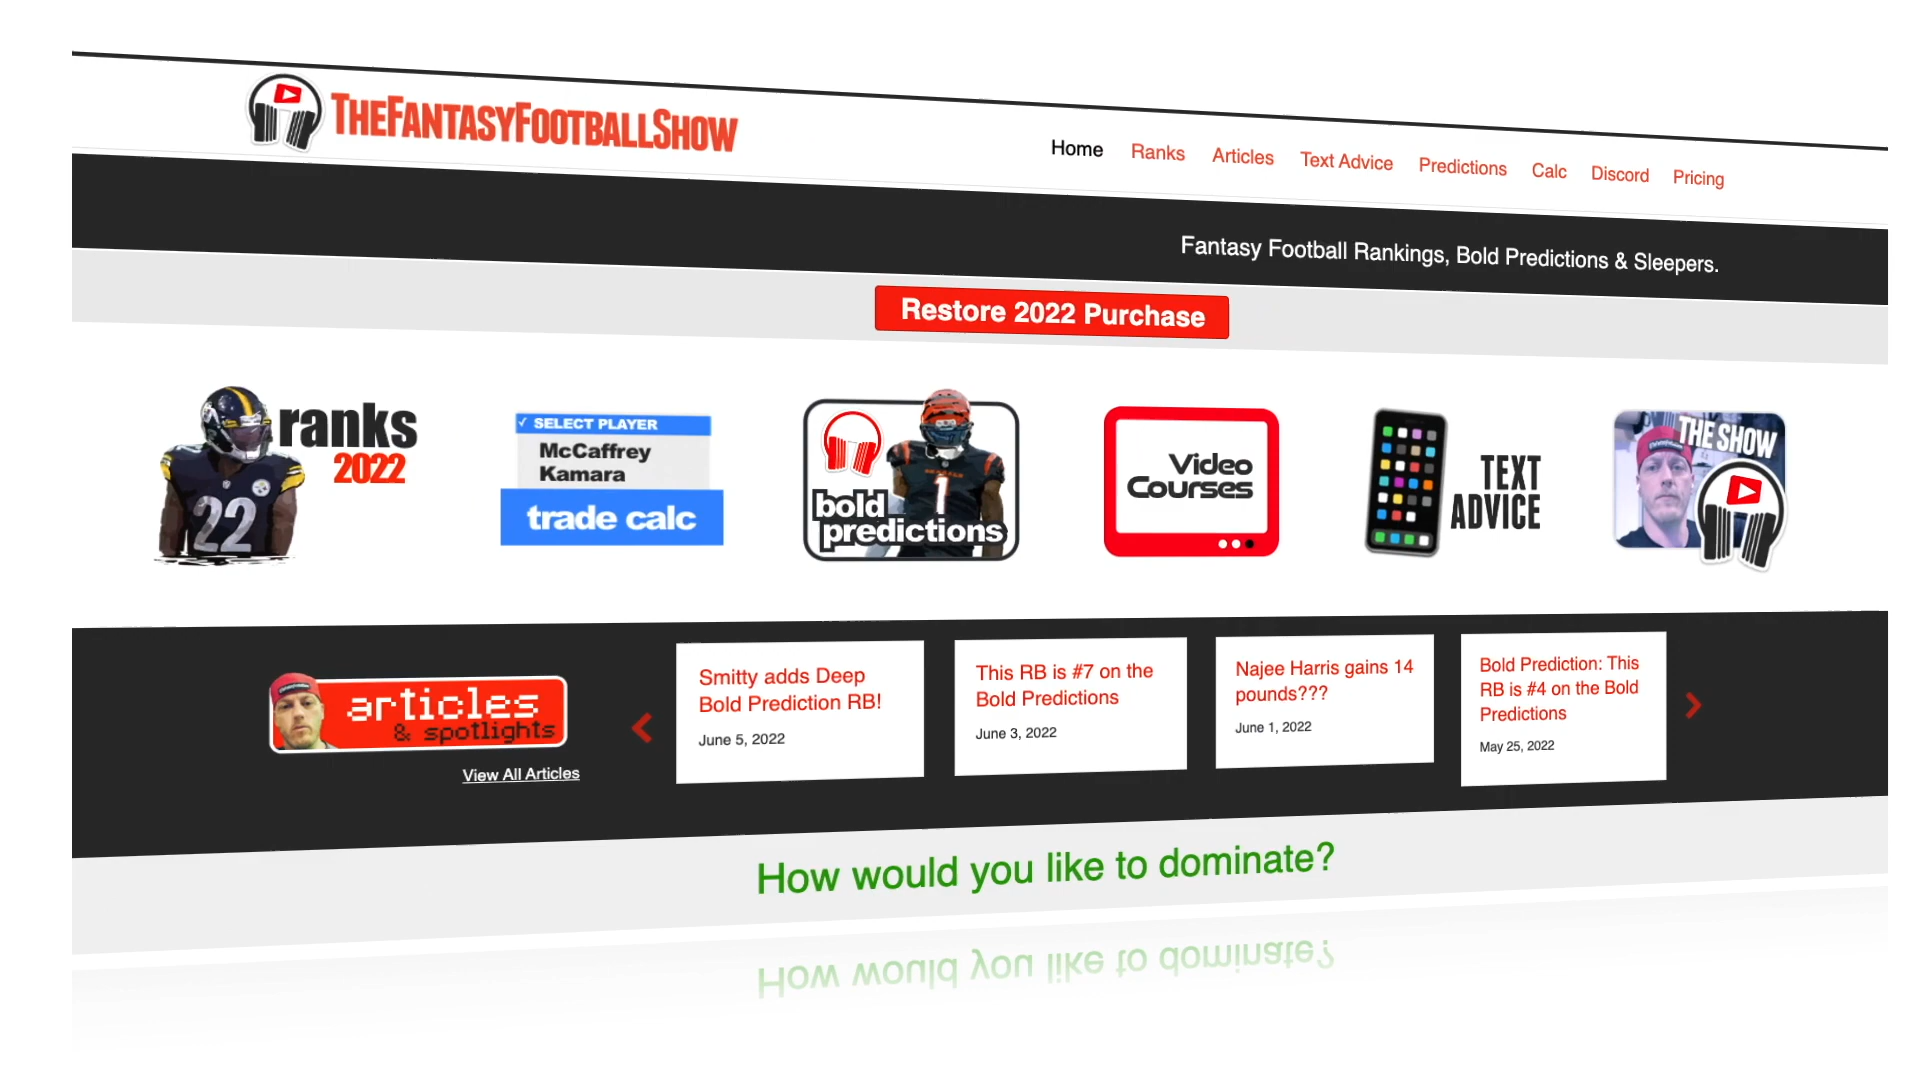 TheFantasyFootballShow
Home Ranks Articles Text Advice Predictions Calc Discord Pricing
Fantasy Football Rankings, Bold Predictions & Sleepers.
Restore 2022 Purchase
ranks
2022
22
✓ SELECT PLAYER
McCaffrey
Kamara
trade calc
1
bold
predictions
Video
Courses
TEXT
ADVICE
THE SHOW
articles
& spotlights
View All Articles
Smitty adds Deep
Bold Prediction RB!
June 5, 2022
This RB is #7 on the
Bold Predictions
June 3, 2022
Najee Harris gains 14
pounds???
June 1, 2022
Bold Prediction: This
RB is #4 on the Bold
Predictions
May 25, 2022
How would you like to dominate?
How would you like to dominate?